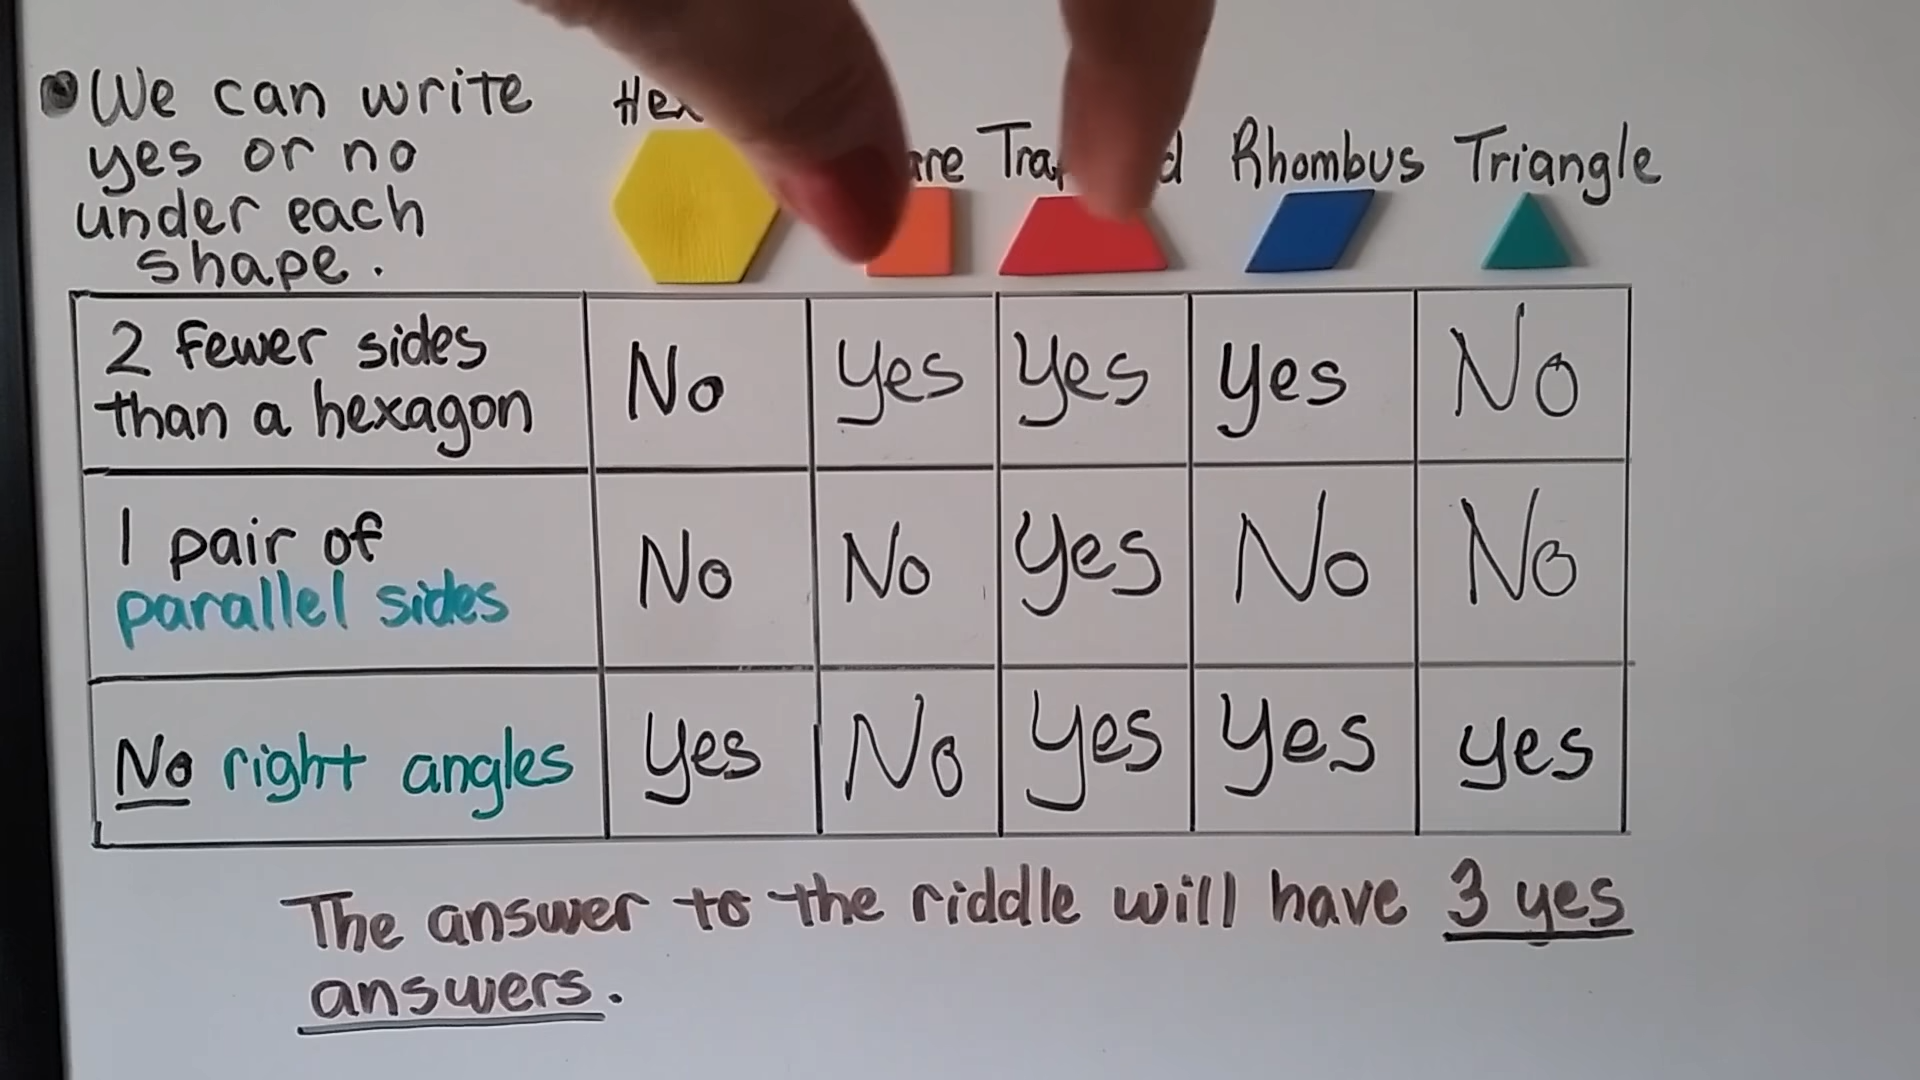 We can write
yes or no
under each
shape.
Rhombus Triangle
2 fewer sides
than a hexagon
No yes yes yes No
1 pair of
parallel sides
No No yes No No
No right angles
yes No yes yes yes
The answer to the riddle will have 3 yes
answers.